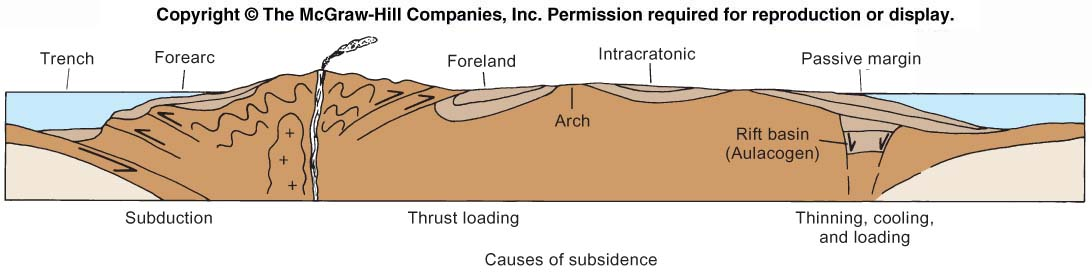 Copyright © The McGraw-Hill Companies, Inc. Permission required for reproduction or display.
Trench
Forearc
Foreland
Intracratonic
Passive margin
Arch
Rift basin
(Aulacogen)
+
+
+
Subduction
Thrust loading
Thinning, cooling,
and loading
Causes of subsidence